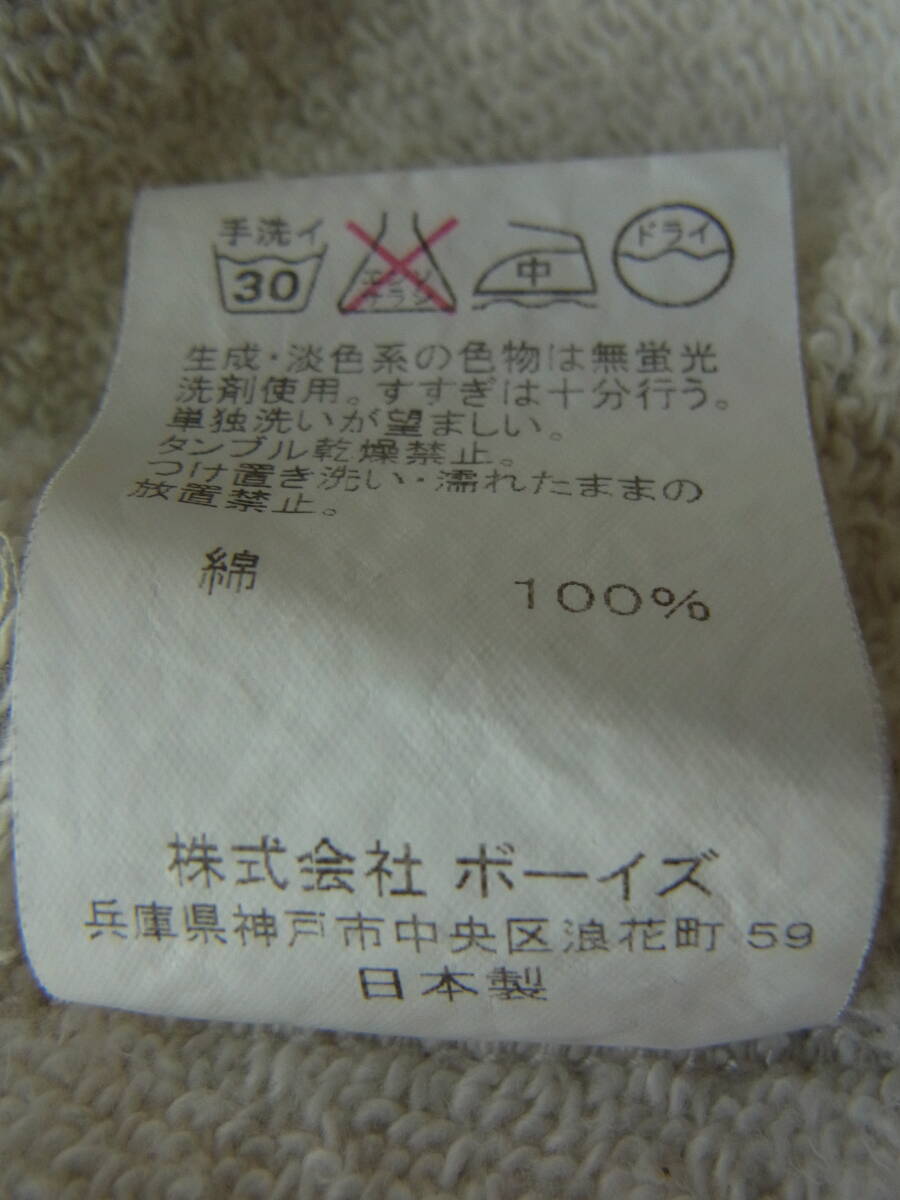 手洗イ ドライ
30 エンソ 中
サラシ
生成・淡色系の色物は無蛍光
洗剤使用。すすぎは十分行う。
単独洗いが望ましい。
タンブル乾燥禁止。
つけ置き洗い・濡れたままの
放置禁止。
綿 100%
株式会社 ボーイズ
兵庫県神戸市中央区浪花町 59
日本製